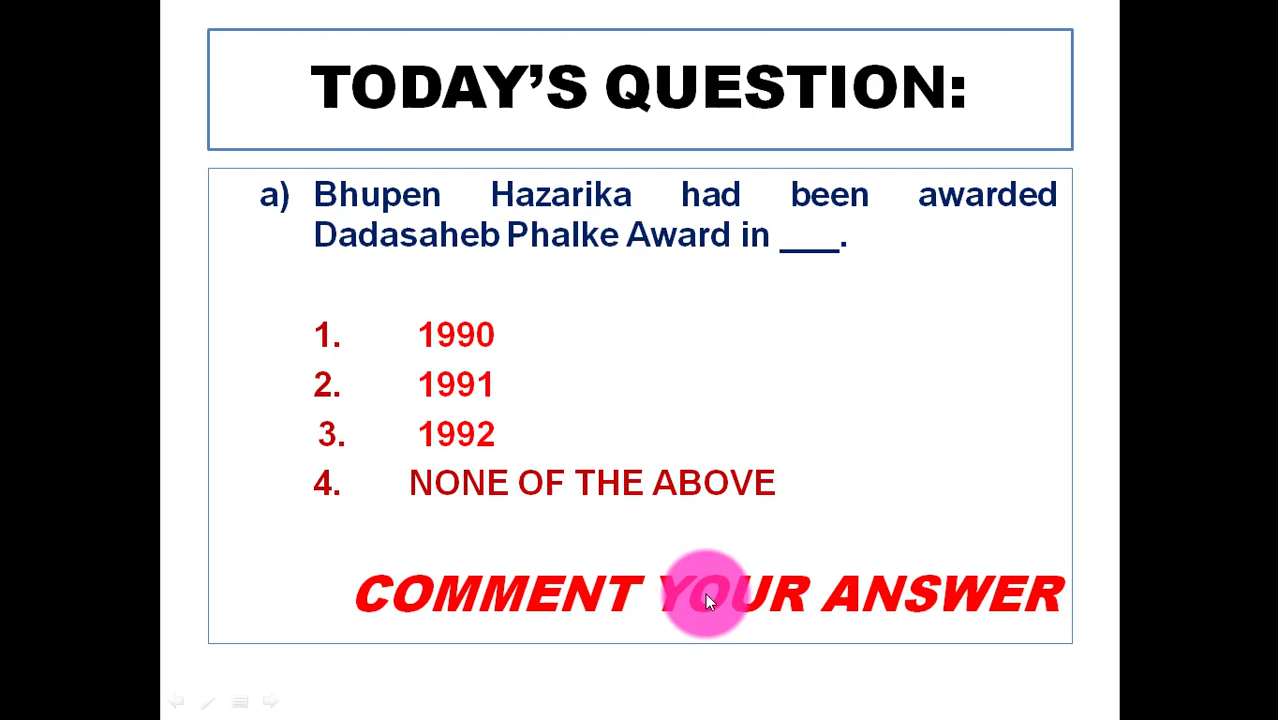 TODAY’S QUESTION:
a) Bhupen Hazarika had been awarded
Dadasaheb Phalke Award in ___.
1. 1990
2. 1991
3. 1992
4. NONE OF THE ABOVE
COMMENT YOUR ANSWER